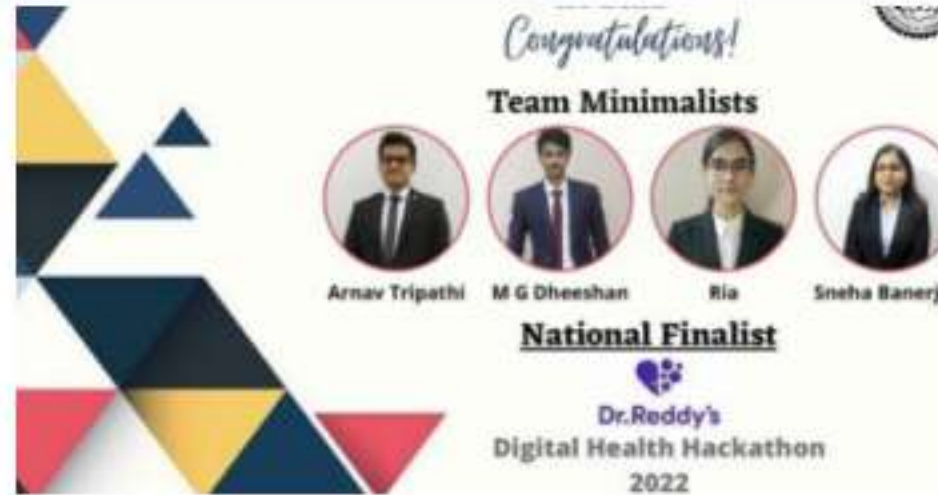 Congratulations!
Team Minimalists
Arnav Tripathi M G Dheeshan Ria Sneha Banerj
National Finalist
Dr.Reddy's
Digital Health Hackathon
2022